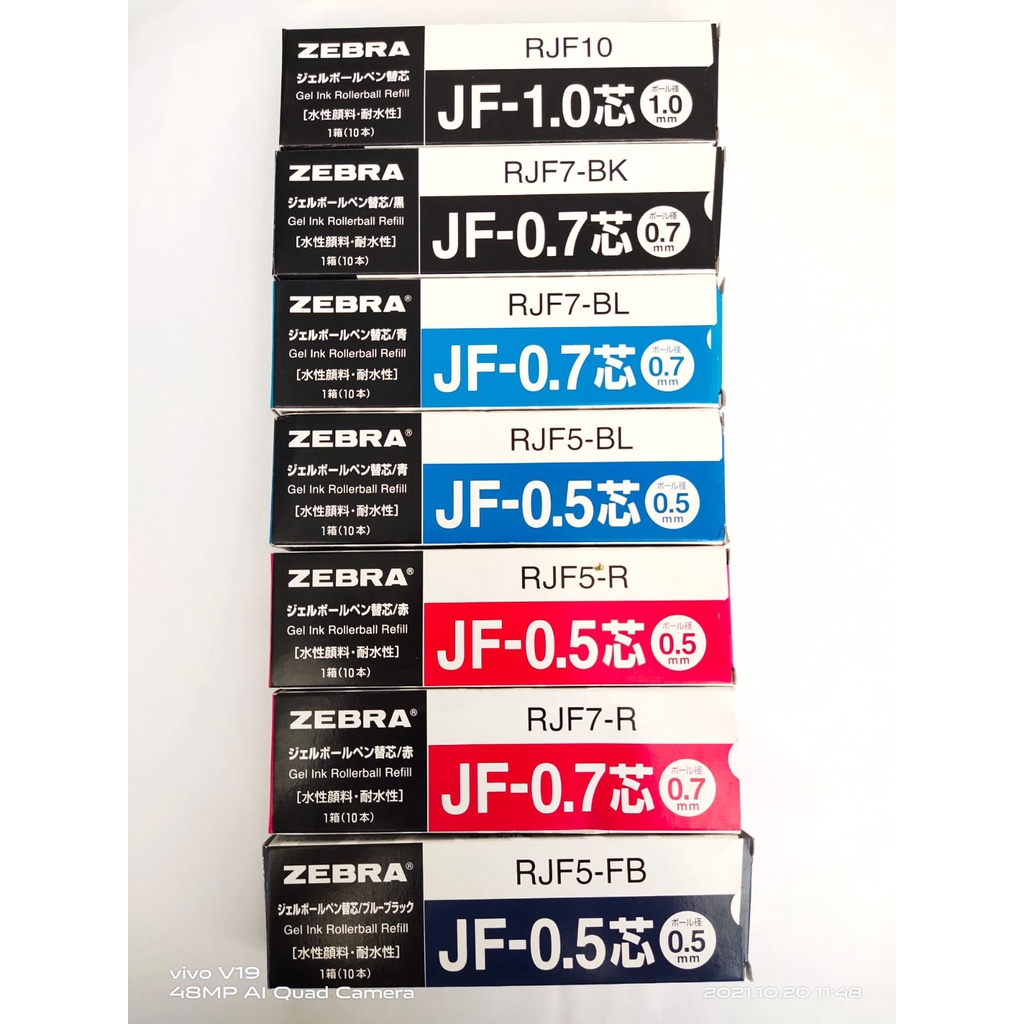 ZEBRA
ジェルボールペン替芯
Gel Ink Rollerball Refill
[水性顔料・耐水性]
1箱(10本)
RJF10
JF-1.0芯
ボール径
1.0
mm
ZEBRA
ジェルボールペン替芯/黒
Gel Ink Rollerball Refill
[水性顔料・耐水性]
1箱(10本)
RJF7-BK
JF-0.7芯
ボール径
0.7
mm
ZEBRA®
ジェルボールペン替芯/青
Gel Ink Rollerball Refill
[水性顔料・耐水性]
1箱(10本)
RJF7-BL
JF-0.7芯
ボール径
0.7
mm
ZEBRA®
ジェルボールペン替芯/青
Gel Ink Rollerball Refill
[水性顔料・耐水性]
1箱(10本)
RJF5-BL
JF-0.5芯
ボール径
0.5
mm
ZEBRA®
ジェルボールペン替芯/赤
Gel Ink Rollerball Refill
[水性顔料・耐水性]
1箱(10本)
RJF5-R
JF-0.5芯
ボール径
0.5
mm
ZEBRA®
ジェルボールペン替芯/赤
Gel Ink Rollerball Refill
[水性顔料・耐水性]
1箱(10本)
RJF7-R
JF-0.7芯
ボール径
0.7
mm
ZEBRA®
ジェルボールペン替芯/ブルーブラック
Gel Ink Rollerball Refill
[水性顔料・耐水性]
1箱(10本)
RJF5-FB
JF-0.5芯
ボール径
0.5
mm
vivo V19
48MP AI Quad Camera
2021.10.20 11:48